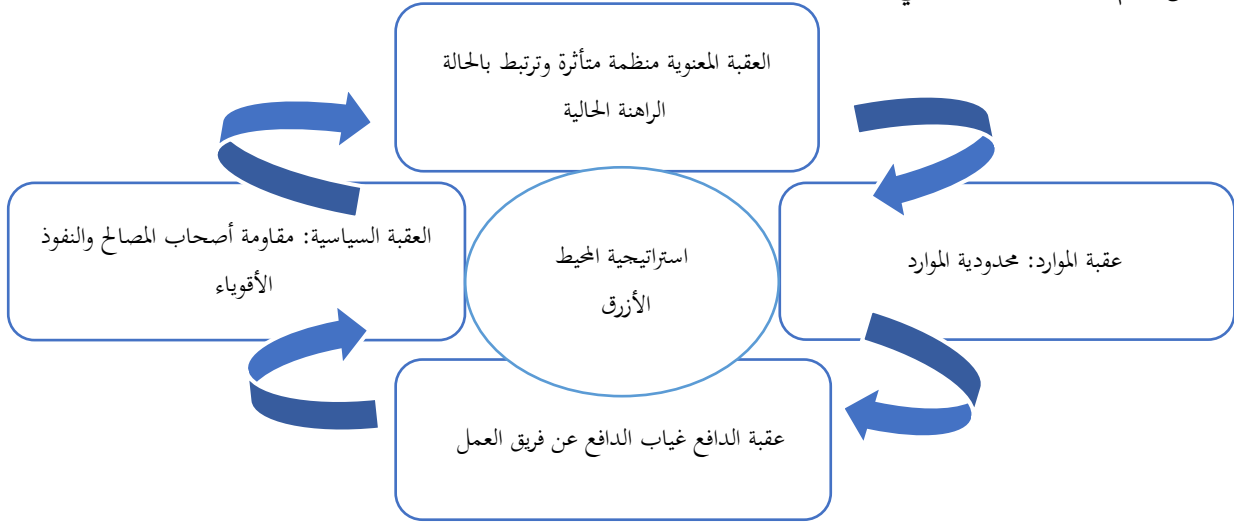 العقبة المعنوية منظمة متأثرة وترتبط بالحالة
الراهنة الحالية
عقبة الموارد: محدودية الموارد
استراتيجية المحيط
الأزرق
العقبة السياسية: مقاومة أصحاب المصالح والنفوذ
الأقوياء
عقبة الدافع غياب الدافع عن فريق العمل